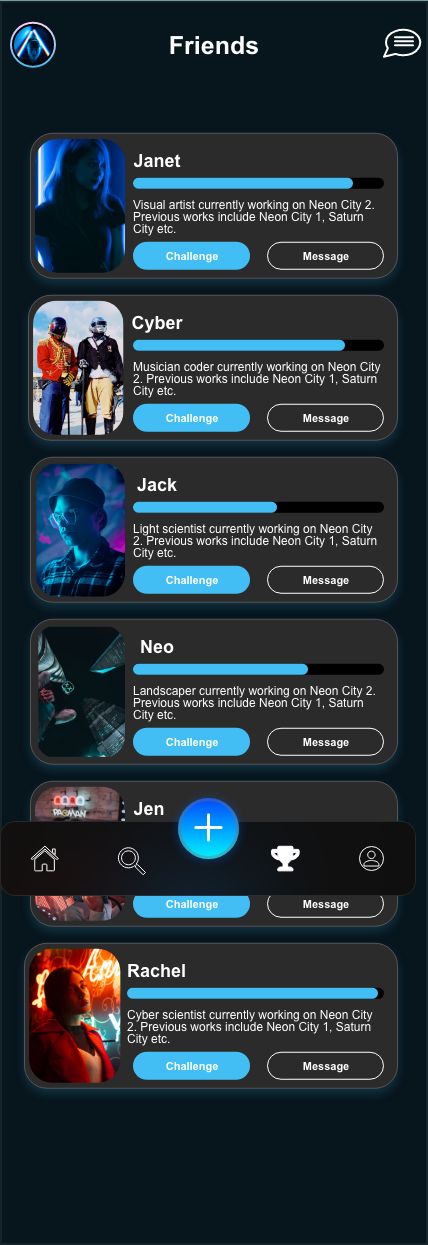 Friends
Janet
Visual artist currently working on Neon City 2.
Previous works include Neon City 1, Saturn
City etc.
Challenge
Message
Cyber
Musician coder currently working on Neon City
2. Previous works include Neon City 1, Saturn
City etc.
Challenge
Message
Jack
Light scientist currently working on Neon City
2. Previous works include Neon City 1, Saturn
City etc.
Challenge
Message
Neo
Landscaper currently working on Neon City 2.
Previous works include Neon City 1, Saturn
City etc.
Challenge
Message
Jen
PACMAN
Challenge
Message
Rachel
Cyber scientist currently working on Neon City
2. Previous works include Neon City 1, Saturn
City etc.
Challenge
Message